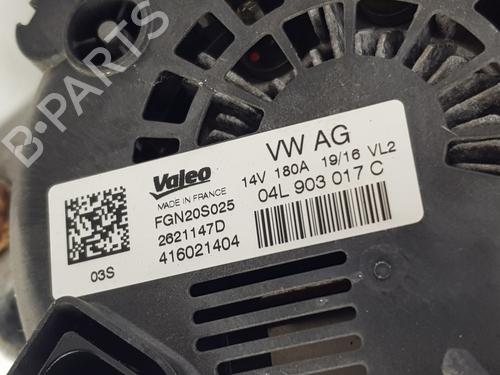 B-PARTS
Valeo
MADE IN FRANCE
FGN20S025
2621147D
416021404
03S
VW AG
14V 180A 19/16 VL2
04L 903 017 C